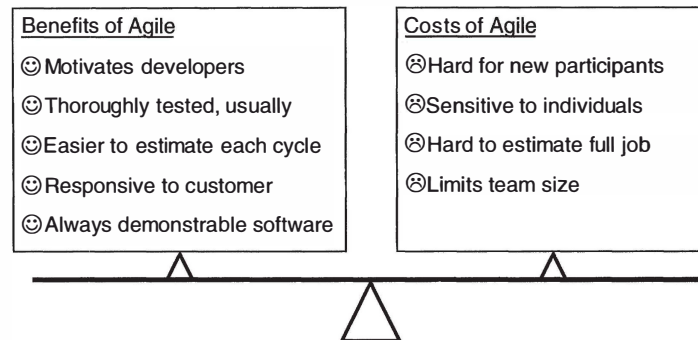 Benefits of Agile
☺Motivates developers
☺Thoroughly tested, usually
☺Easier to estimate each cycle
☺Responsive to customer
☺Always demonstrable software
Costs of Agile
☹Hard for new participants
☹Sensitive to individuals
☹Hard to estimate full job
☹Limits team size